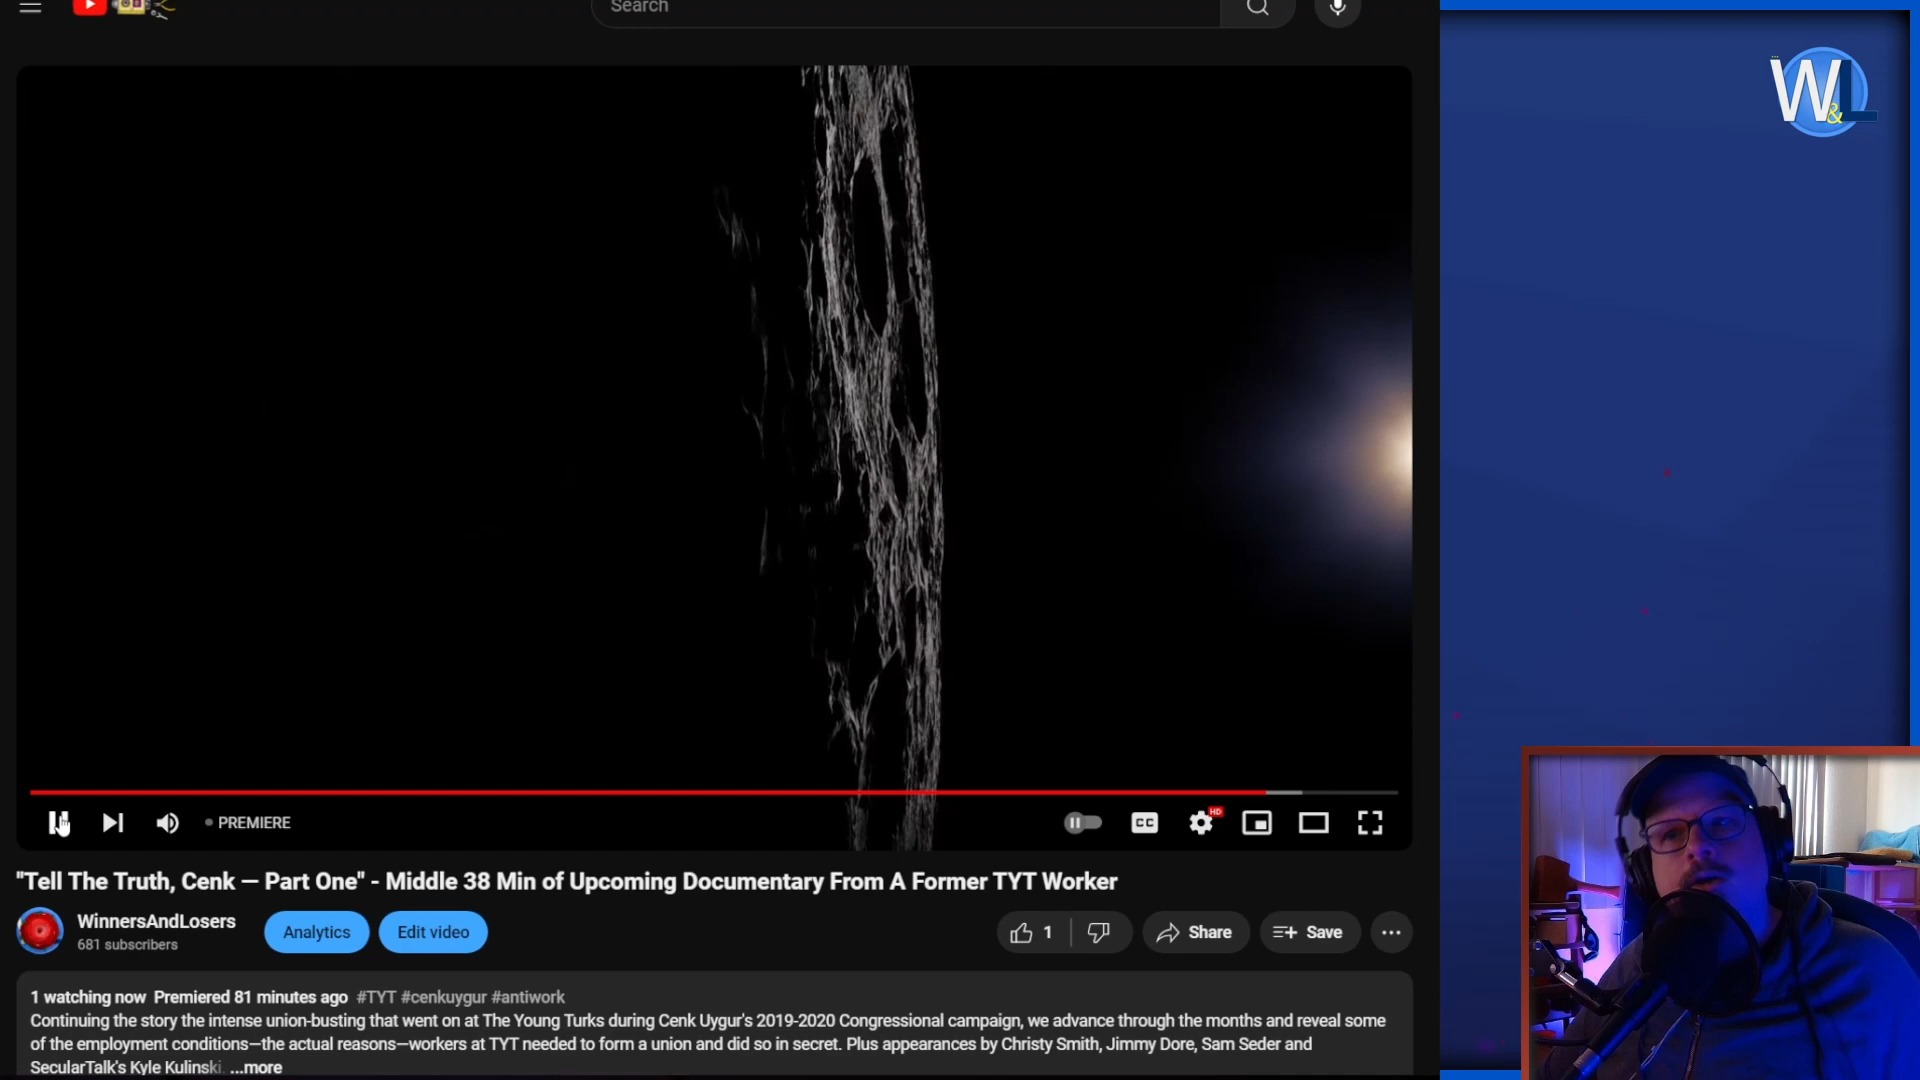 Search
W&L
HD
CC
PREMIERE
"Tell The Truth, Cenk — Part One" - Middle 38 Min of Upcoming Documentary From A Former TYT Worker
WinnersAndLosers
681 subscribers
Analytics
Edit video
1
Share
Save
1 watching now Premiered 81 minutes ago #TYT #cenkuygur #antiwork
Continuing the story the intense union-busting that went on at The Young Turks during Cenk Uygur's 2019-2020 Congressional campaign, we advance through the months and reveal some
of the employment conditions—the actual reasons—workers at TYT needed to form a union and did so in secret. Plus appearances by Christy Smith, Jimmy Dore, Sam Seder and
SecularTalk's Kyle Kulinski. ...more